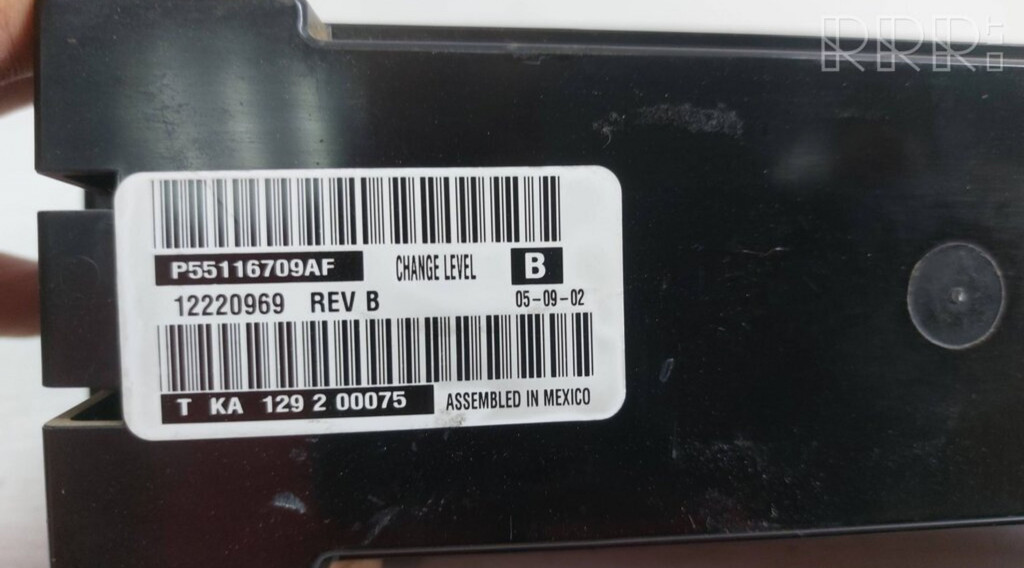 RRR:
P55116709AF CHANGE LEVEL B
12220969 REV B 05-09-02
T KA 129 2 00075 ASSEMBLED IN MEXICO